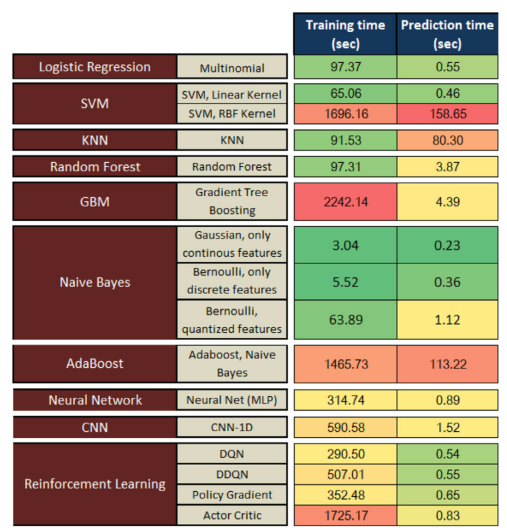 Training time Prediction time
(sec) (sec)
Logistic Regression Multinomial 97.37 0.55
SVM SVM, Linear Kernel 65.06 0.46
SVM, RBF Kernel 1696.16 158.65
KNN KNN 91.53 80.30
Random Forest Random Forest 97.31 3.87
GBM Gradient Tree Boosting 2242.14 4.39
Naive Bayes Gaussian, only
continous features 3.04 0.23
Bernoulli, only
discrete features 5.52 0.36
Bernoulli,
quantized features 63.89 1.12
AdaBoost Adaboost, Naive
Bayes 1465.73 113.22
Neural Network Neural Net (MLP) 314.74 0.89
CNN CNN-1D 590.58 1.52
Reinforcement Learning DQN 290.50 0.54
DDQN 507.01 0.55
Policy Gradient 352.48 0.65
Actor Critic 1725.17 0.83